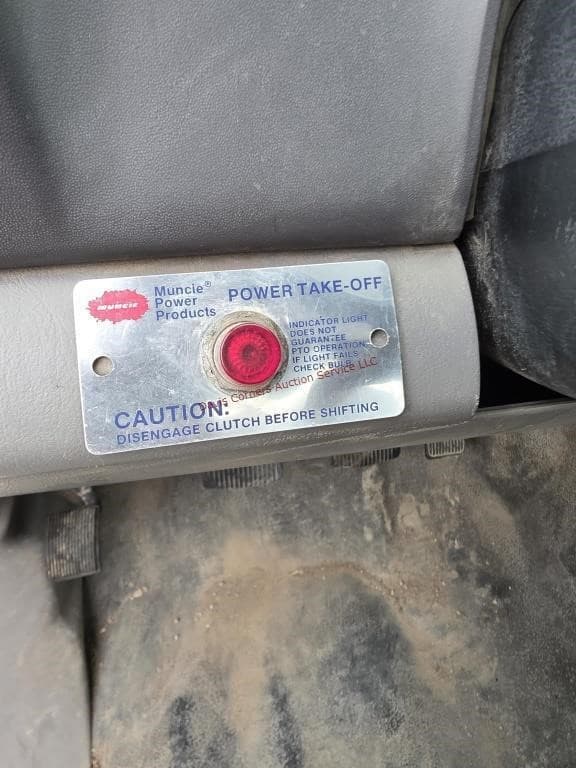 MUNCIE
Muncie®
Power
Products
POWER TAKE-OFF
INDICATOR LIGHT
DOES NOT
GUARANTEE
PTO OPERATION
IF LIGHT FAILS
CHECK BULB
Corners Auction Service LLC
CAUTION:
DISENGAGE CLUTCH BEFORE SHIFTING